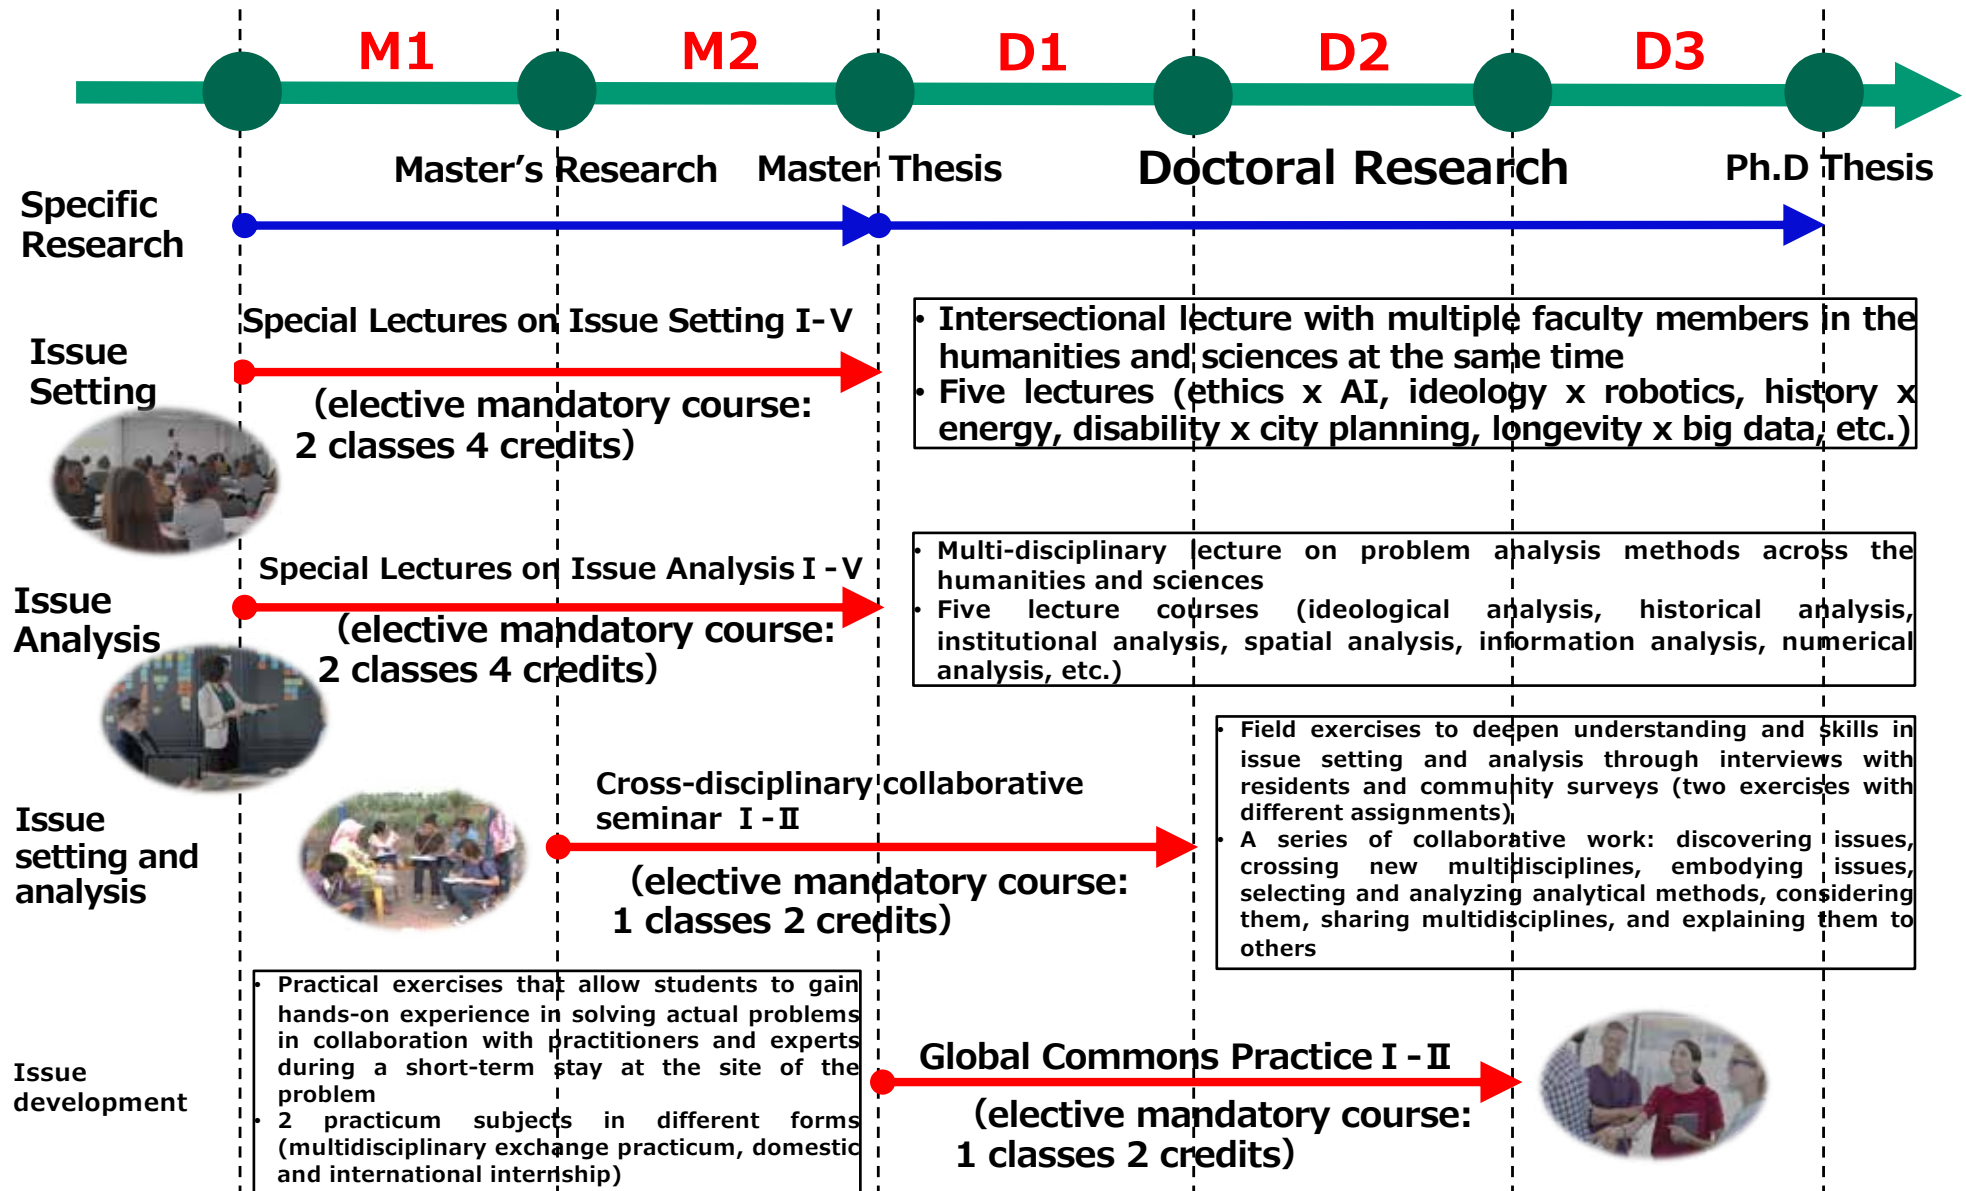 M1 M2 D1 D2 D3
Master’s Research Master Thesis Doctoral Research Ph.D Thesis
Specific
Research
Special Lectures on Issue Setting I-Ⅴ
Issue
Setting
（elective mandatory course:
2 classes 4 credits）
• Intersectional lecture with multiple faculty members in the
humanities and sciences at the same time
• Five lectures (ethics x AI, ideology x robotics, history x
energy, disability x city planning, longevity x big data, etc.)
Special Lectures on Issue Analysis Ⅰ-Ⅴ
Issue
Analysis
（elective mandatory course:
2 classes 4 credits）
• Multi-disciplinary lecture on problem analysis methods across the
humanities and sciences
• Five lecture courses (ideological analysis, historical analysis,
institutional analysis, spatial analysis, information analysis, numerical
analysis, etc.)
Cross-disciplinary collaborative
seminar Ⅰ-Ⅱ
Issue
setting and
analysis
（elective mandatory course:
1 classes 2 credits）
• Field exercises to deepen understanding and skills in
issue setting and analysis through interviews with
residents and community surveys (two exercises with
different assignments)
• A series of collaborative work: discovering issues,
crossing new multidisciplines, embodying issues,
selecting and analyzing analytical methods, considering
them, sharing multidisciplines, and explaining them to
others
Issue
development
• Practical exercises that allow students to gain
hands-on experience in solving actual problems
in collaboration with practitioners and experts
during a short-term stay at the site of the
problem
• 2 practicum subjects in different forms
(multidisciplinary exchange practicum, domestic
and international internship)
Global Commons Practice Ⅰ-Ⅱ
（elective mandatory course:
1 classes 2 credits）